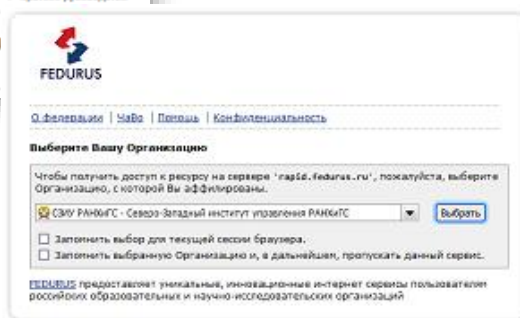 FEDURUS
О федерации | ЧаВо | Помощь | Конфиденциальность
Выберите Вашу Организацию
Чтобы получить доступ к ресурсу на сервере 'rapid.fedurus.ru', пожалуйста, выберите
Организацию, с которой Вы аффилированы.
СЗИУ РАНХиГС - Северо-Западный институт управления РАНХиГС
Выбрать
Запомнить выбор для текущей сессии браузера.
Запомнить выбранную Организацию и, в дальнейшем, пропускать данный сервис.
FEDURUS предоставляет уникальные, инновационные интернет сервисы пользователям
российских образовательных и научно-исследовательских организаций